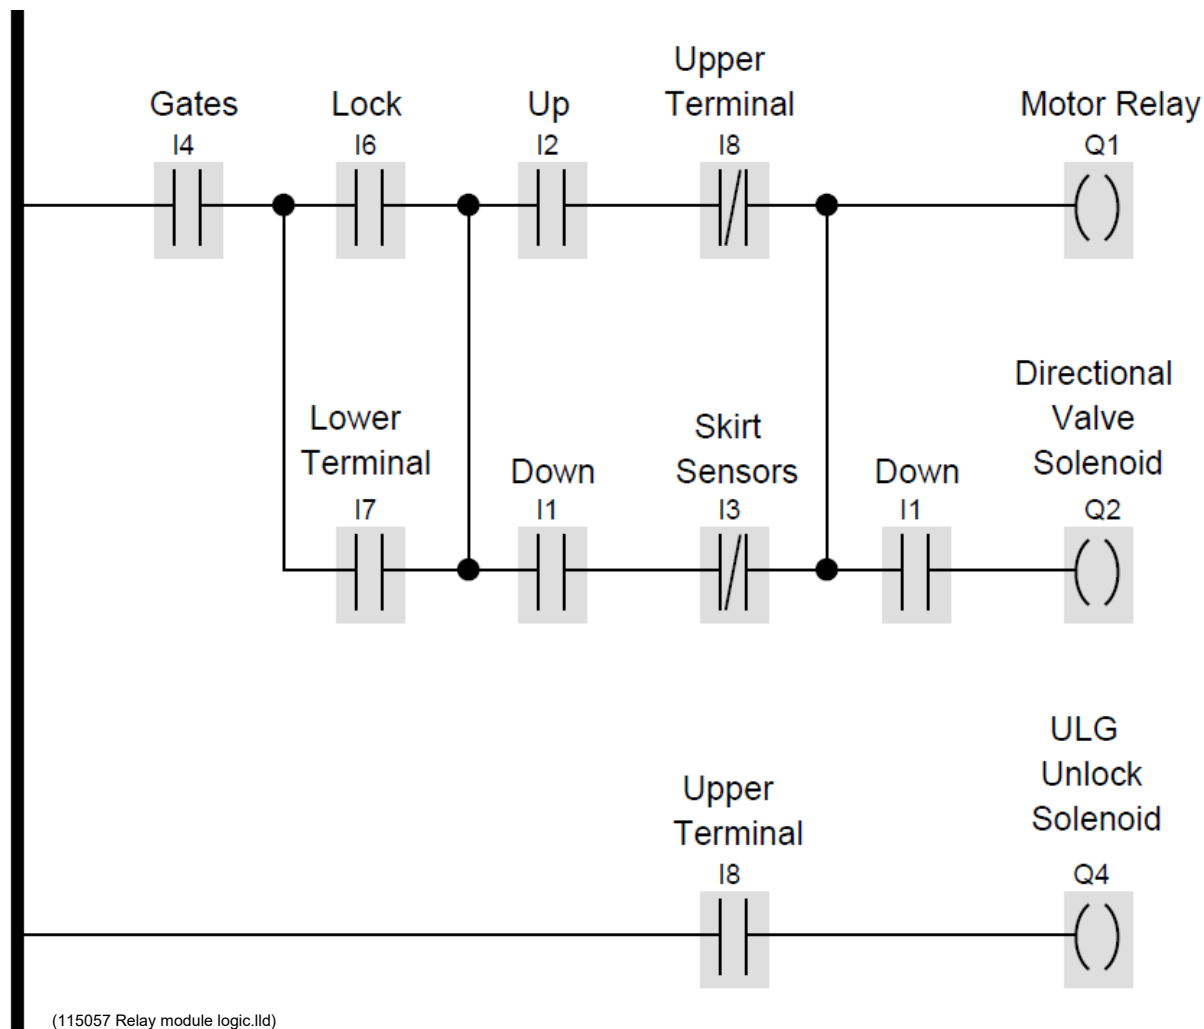 Upper
Terminal
Gates
Lock
Up
Motor Relay
I4
I6
I2
I8
Q1
Directional
Valve
Solenoid
Lower
Terminal
Skirt
Sensors
Down
Down
I7
I1
I3
I1
Q2
ULG
Unlock
Solenoid
Upper
Terminal
I8
Q4
(115057 Relay module logic.lld)